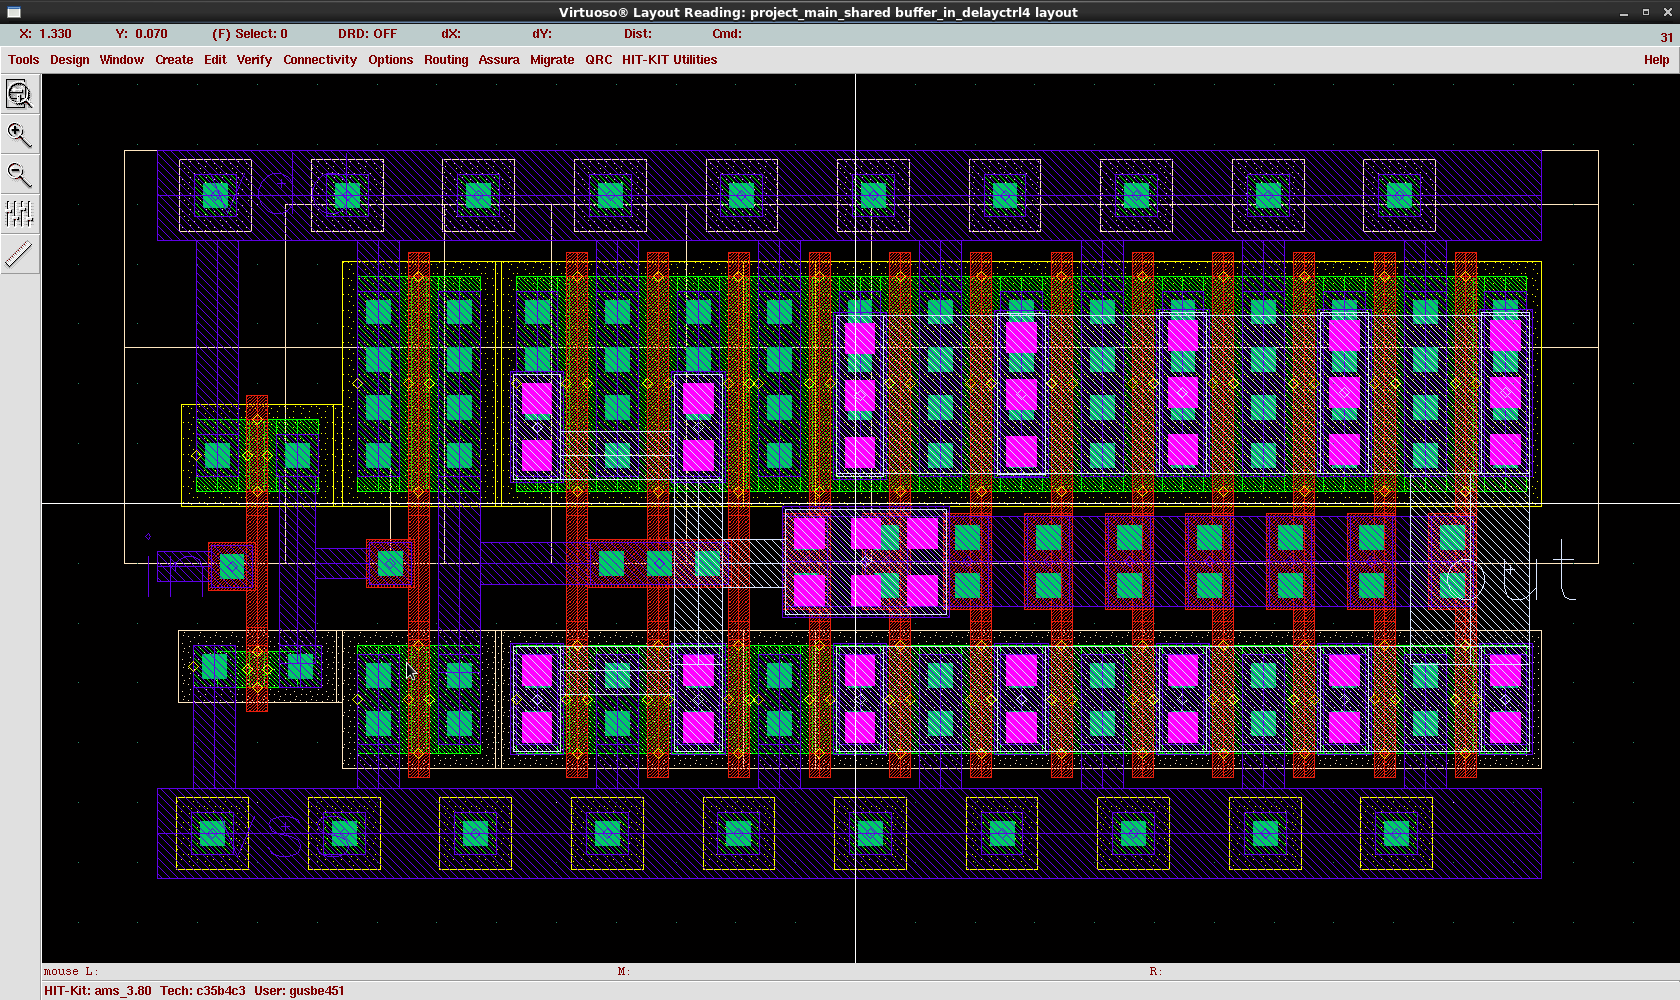 Virtuoso® Layout Reading: project_main_shared buffer_in_delayctrl4 layout
X: 1.330 Y: 0.070 (F) Select: 0 DRD: OFF dX: dY: Dist: Cmd:
31
Tools Design Window Create Edit Verify Connectivity Options Routing Assura Migrate QRC HIT-KIT Utilities Help
in
out
mouse L: M: R:
HIT-Kit: ams_3.80 Tech: c35b4c3 User: gusbe451